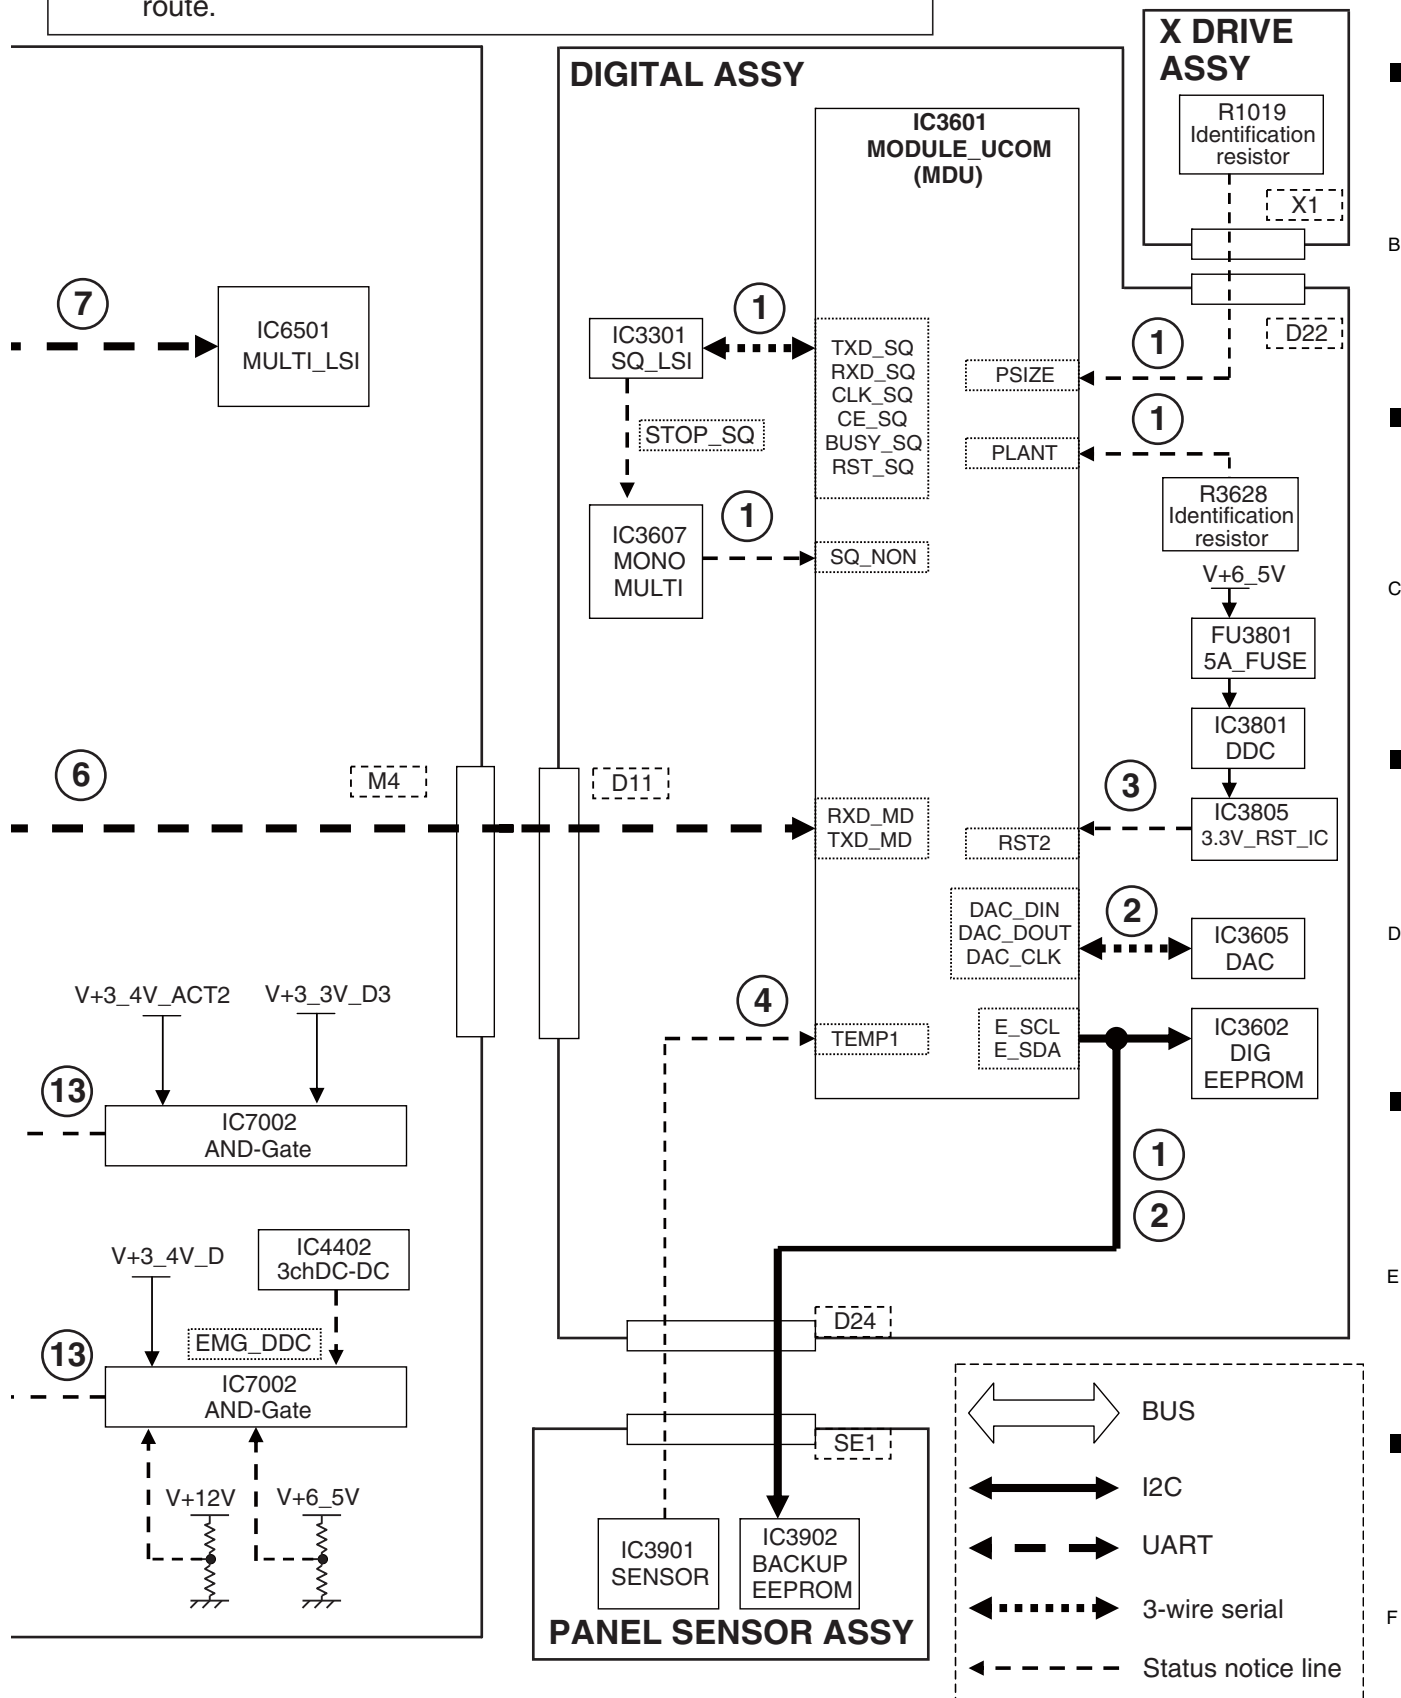 route.
X DRIVE
ASSY
R1019
Identification
resistor
X1
B
DIGITAL ASSY
IC3601
MODULE_UCOM
(MDU)
D22
7
IC6501
MULTI_LSI
IC3301
SQ_LSI
1
TXD_SQ
RXD_SQ
CLK_SQ
CE_SQ
BUSY_SQ
RST_SQ
PSIZE
1
STOP_SQ
PLANT
1
R3628
Identification
resistor
IC3607
MONO
MULTI
1
SQ_NON
V+6_5V
C
FU3801
5A_FUSE
IC3801
DDC
6
M4
D11
RXD_MD
TXD_MD
RST2
3
IC3805
3.3V_RST_IC
DAC_DIN
DAC_DOUT
DAC_CLK
2
IC3605
DAC
D
V+3_4V_ACT2
V+3_3V_D3
4
TEMP1
E_SCL
E_SDA
IC3602
DIG
EEPROM
13
IC7002
AND-Gate
1
2
V+3_4V_D
IC4402
3chDC-DC
E
EMG_DDC
D24
13
IC7002
AND-Gate
SE1
V+12V
V+6_5V
IC3901
SENSOR
IC3902
BACKUP
EEPROM
PANEL SENSOR ASSY
BUS
I2C
UART
3-wire serial
F
Status notice line